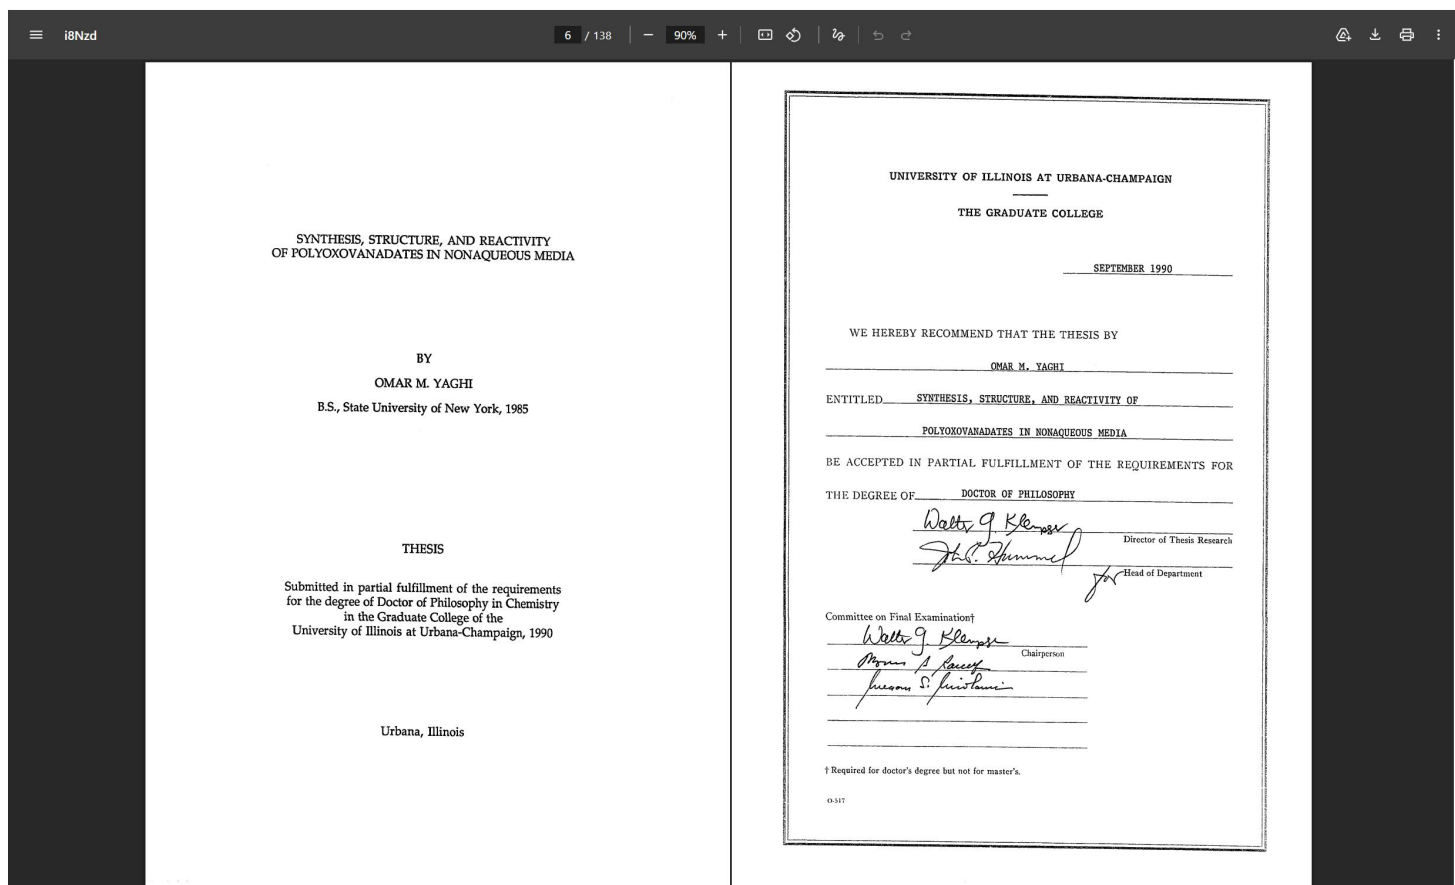 i8Nzd
6 / 138
90%
SYNTHESIS, STRUCTURE, AND REACTIVITY
OF POLYOXOVANADATES IN NONAQUEOUS MEDIA
BY
OMAR M. YAGHI
B.S., State University of New York, 1985
THESIS
Submitted in partial fulfillment of the requirements
for the degree of Doctor of Philosophy in Chemistry
in the Graduate College of the
University of Illinois at Urbana-Champaign, 1990
Urbana, Illinois
UNIVERSITY OF ILLINOIS AT URBANA-CHAMPAIGN
THE GRADUATE COLLEGE
SEPTEMBER 1990
WE HEREBY RECOMMEND THAT THE THESIS BY
OMAR M. YAGHI
ENTITLED SYNTHESIS, STRUCTURE, AND REACTIVITY OF
POLYOXOVANADATES IN NONAQUEOUS MEDIA
BE ACCEPTED IN PARTIAL FULFILLMENT OF THE REQUIREMENTS FOR
THE DEGREE OF DOCTOR OF PHILOSOPHY
Walter G.
Director of Thesis Research
for Head of Department
Committee on Final Examination†
Walter G.
Chairperson
† Required for doctor's degree but not for master's.
O-517